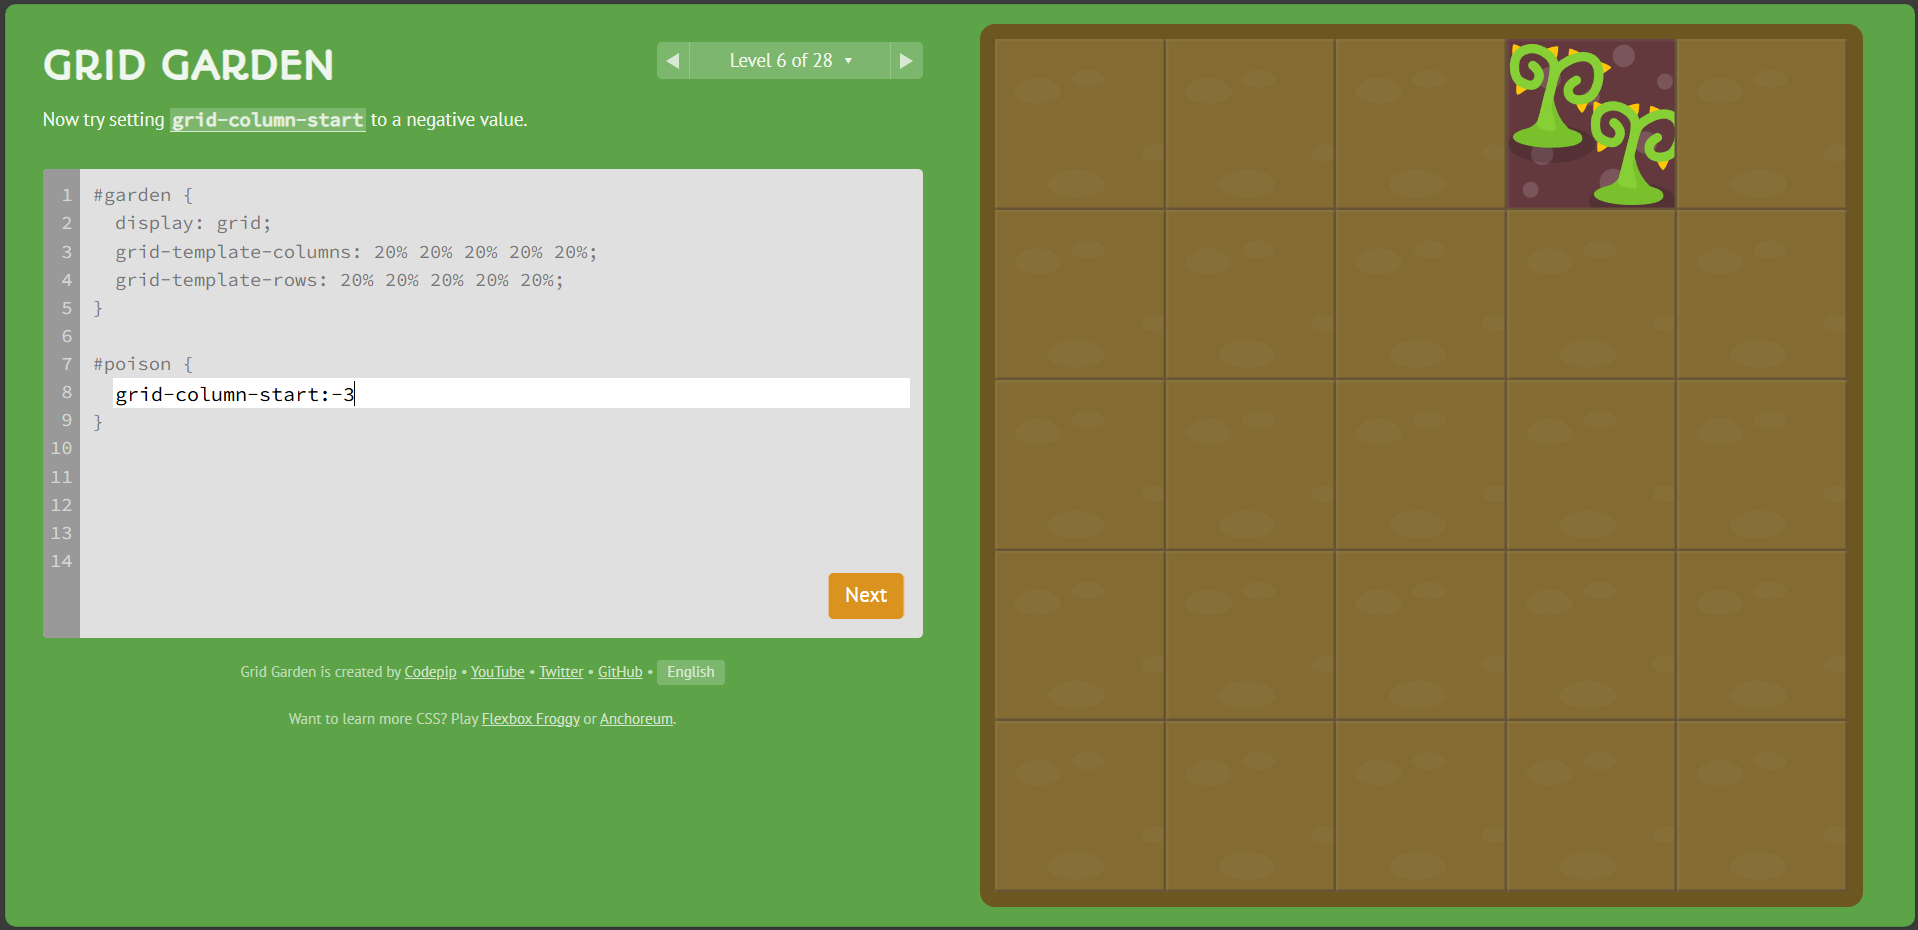 GRID GARDEN
Level 6 of 28
Now try setting grid-column-start to a negative value.
1 #garden {
2 display: grid;
3 grid-template-columns: 20% 20% 20% 20% 20%;
4 grid-template-rows: 20% 20% 20% 20% 20%;
5 }
6
7 #poison {
8 grid-column-start:-3
9 }
10
11
12
13
14
Next
Grid Garden is created by Codepip • YouTube • Twitter • GitHub • English
Want to learn more CSS? Play Flexbox Froggy or Anchoreum.